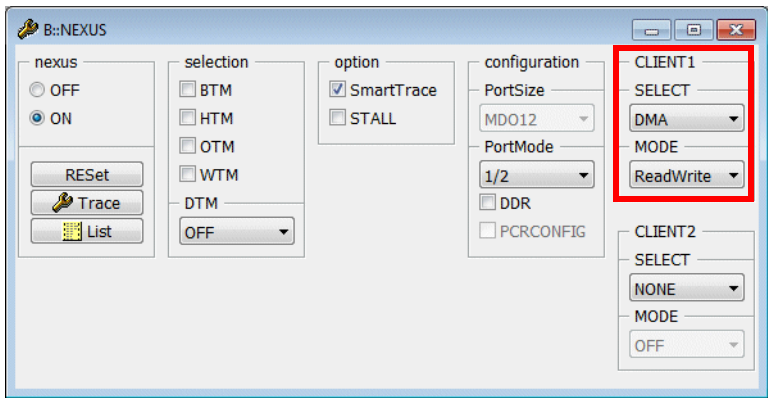 B::NEXUS
nexus
OFF
ON
RESet
Trace
List
selection
BTM
HTM
OTM
WTM
DTM
OFF
option
SmartTrace
STALL
configuration
PortSize
MDO12
PortMode
1/2
DDR
PCRCONFIG
CLIENT1
SELECT
DMA
MODE
ReadWrite
CLIENT2
SELECT
NONE
MODE
OFF